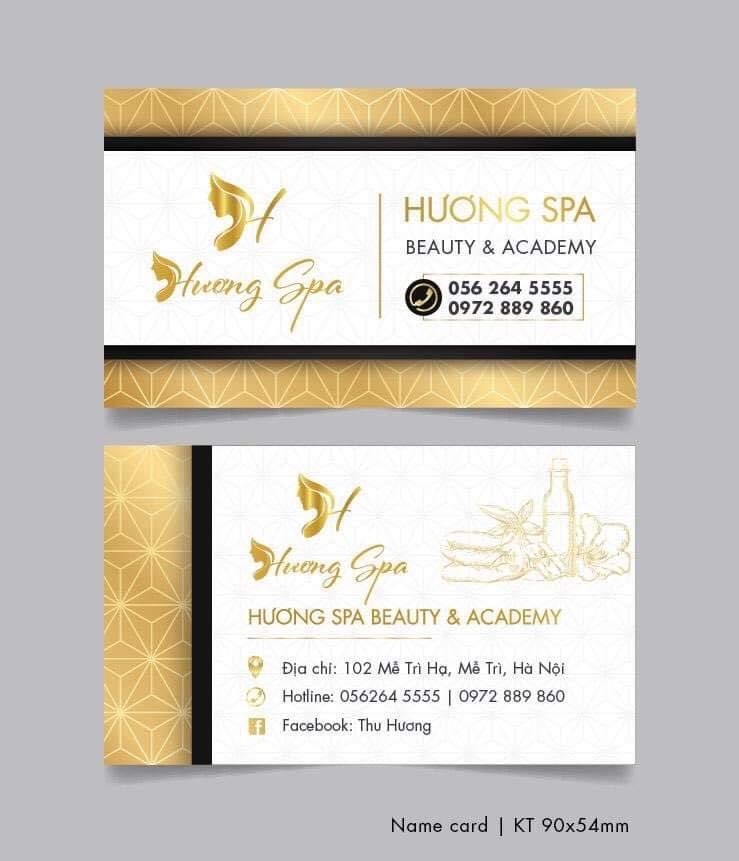 H
Hương Spa
HƯƠNG SPA
BEAUTY & ACADEMY
056 264 5555
0972 889 860
H
Hương Spa
HƯƠNG SPA BEAUTY & ACADEMY
Địa chỉ: 102 Mễ Trì Hạ, Mễ Trì, Hà Nội
Hotline: 056264 5555 | 0972 889 860
Facebook: Thu Hương
Name card | KT 90x54mm